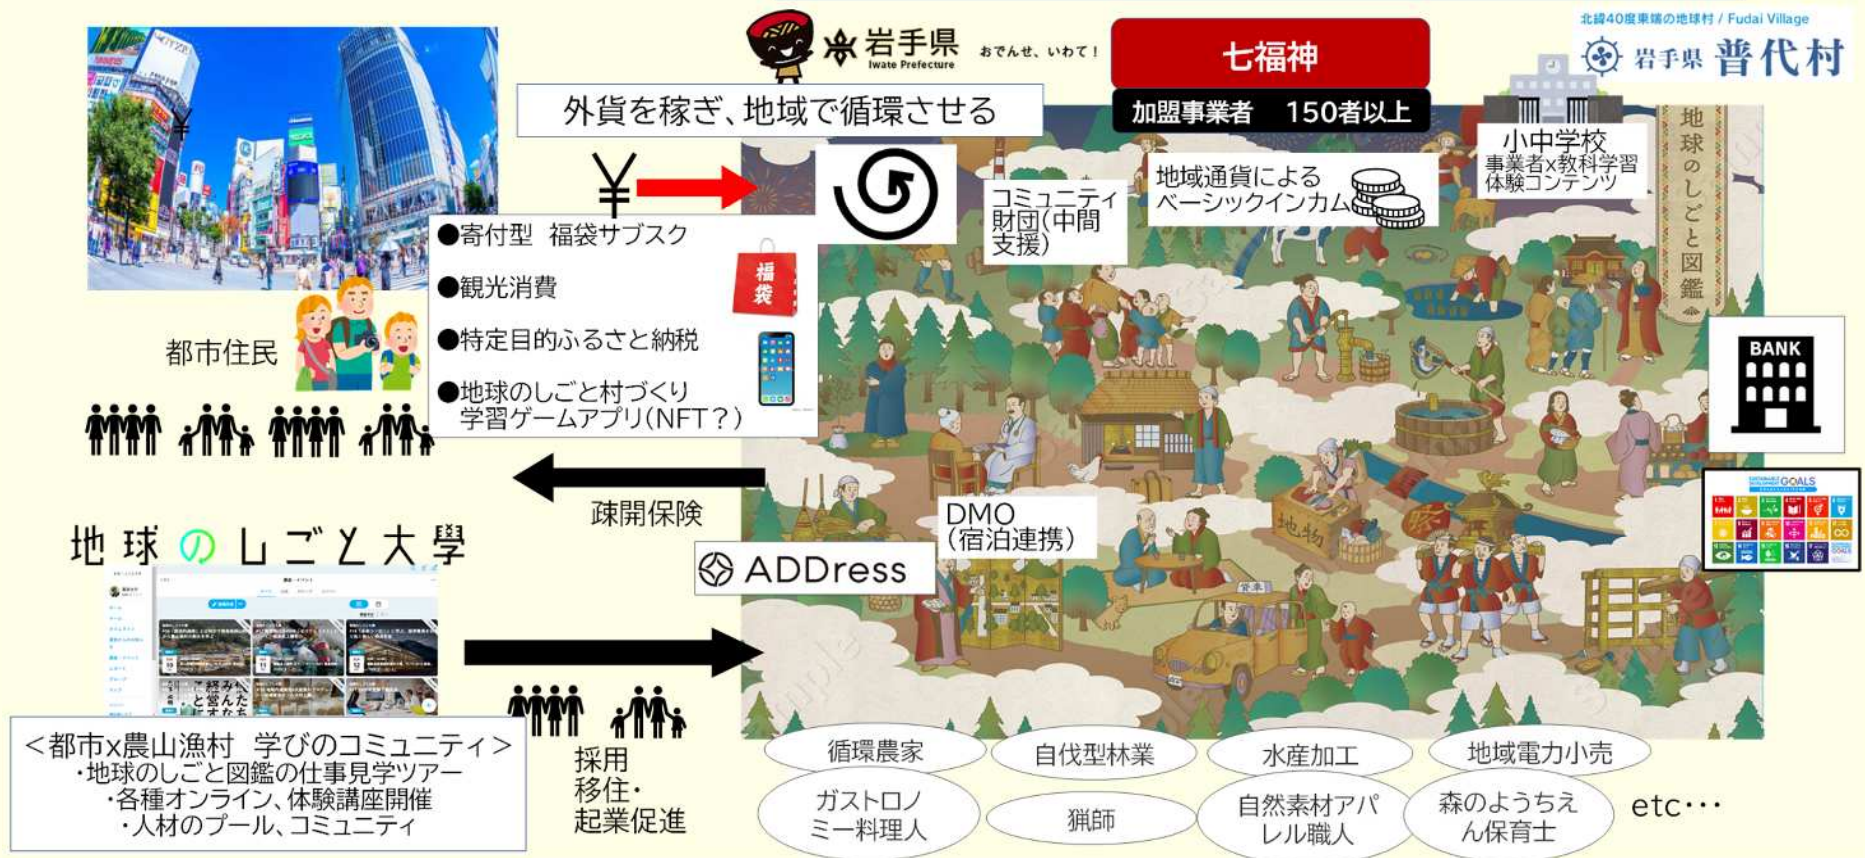 岩手県
Iwate Prefecture
おでんせ、いわて！
七福神
加盟事業者　150者以上
北緯40度東端の地球村 / Fudai Village
岩手県 普代村
外貨を稼ぎ、地域で循環させる
¥
¥
●寄付型　福袋サブスク
●観光消費
●特定目的ふるさと納税
●地球のしごと村づくり
学習ゲームアプリ(NFT？)
福袋
コミュニティ
財団(中間
支援)
地域通貨による
ベーシックインカム
小中学校
事業者x教科学習
体験コンテンツ
地球のしごと図鑑
BANK
SUSTAINABLE DEVELOPMENT GOALS
都市住民
疎開保険
DMO
(宿泊連携)
ADDress
地物
祭
地球のしごと大學
＜都市x農山漁村　学びのコミュニティ＞
・地球のしごと図鑑の仕事見学ツアー
・各種オンライン、体験講座開催
・人材のプール、コミュニティ
採用
移住・
起業促進
循環農家
自伐型林業
水産加工
地域電力小売
ガストロノ
ミー料理人
猟師
自然素材アパ
レル職人
森のようちえ
ん保育士
etc・・・